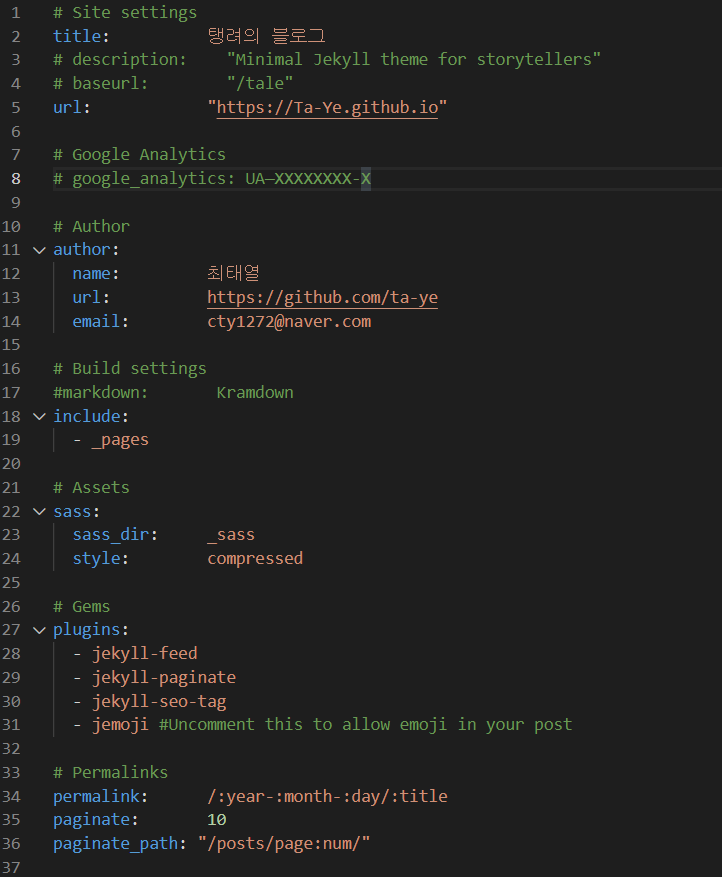 1 # Site settings
2 title: 탱려의 블로그
3 # description: "Minimal Jekyll theme for storytellers"
4 # baseurl: "/tale"
5 url: "https://Ta-Ye.github.io"
6
7 # Google Analytics
8 # google_analytics: UA—XXXXXXXX-X
9
10 # Author
11 author:
12 name: 최태열
13 url: https://github.com/ta-ye
14 email: cty1272@naver.com
15
16 # Build settings
17 #markdown: Kramdown
18 include:
19 - _pages
20
21 # Assets
22 sass:
23 sass_dir: _sass
24 style: compressed
25
26 # Gems
27 plugins:
28 - jekyll-feed
29 - jekyll-paginate
30 - jekyll-seo-tag
31 - jemoji #Uncomment this to allow emoji in your post
32
33 # Permalinks
34 permalink: /:year-:month-:day/:title
35 paginate: 10
36 paginate_path: "/posts/page:num/"
37